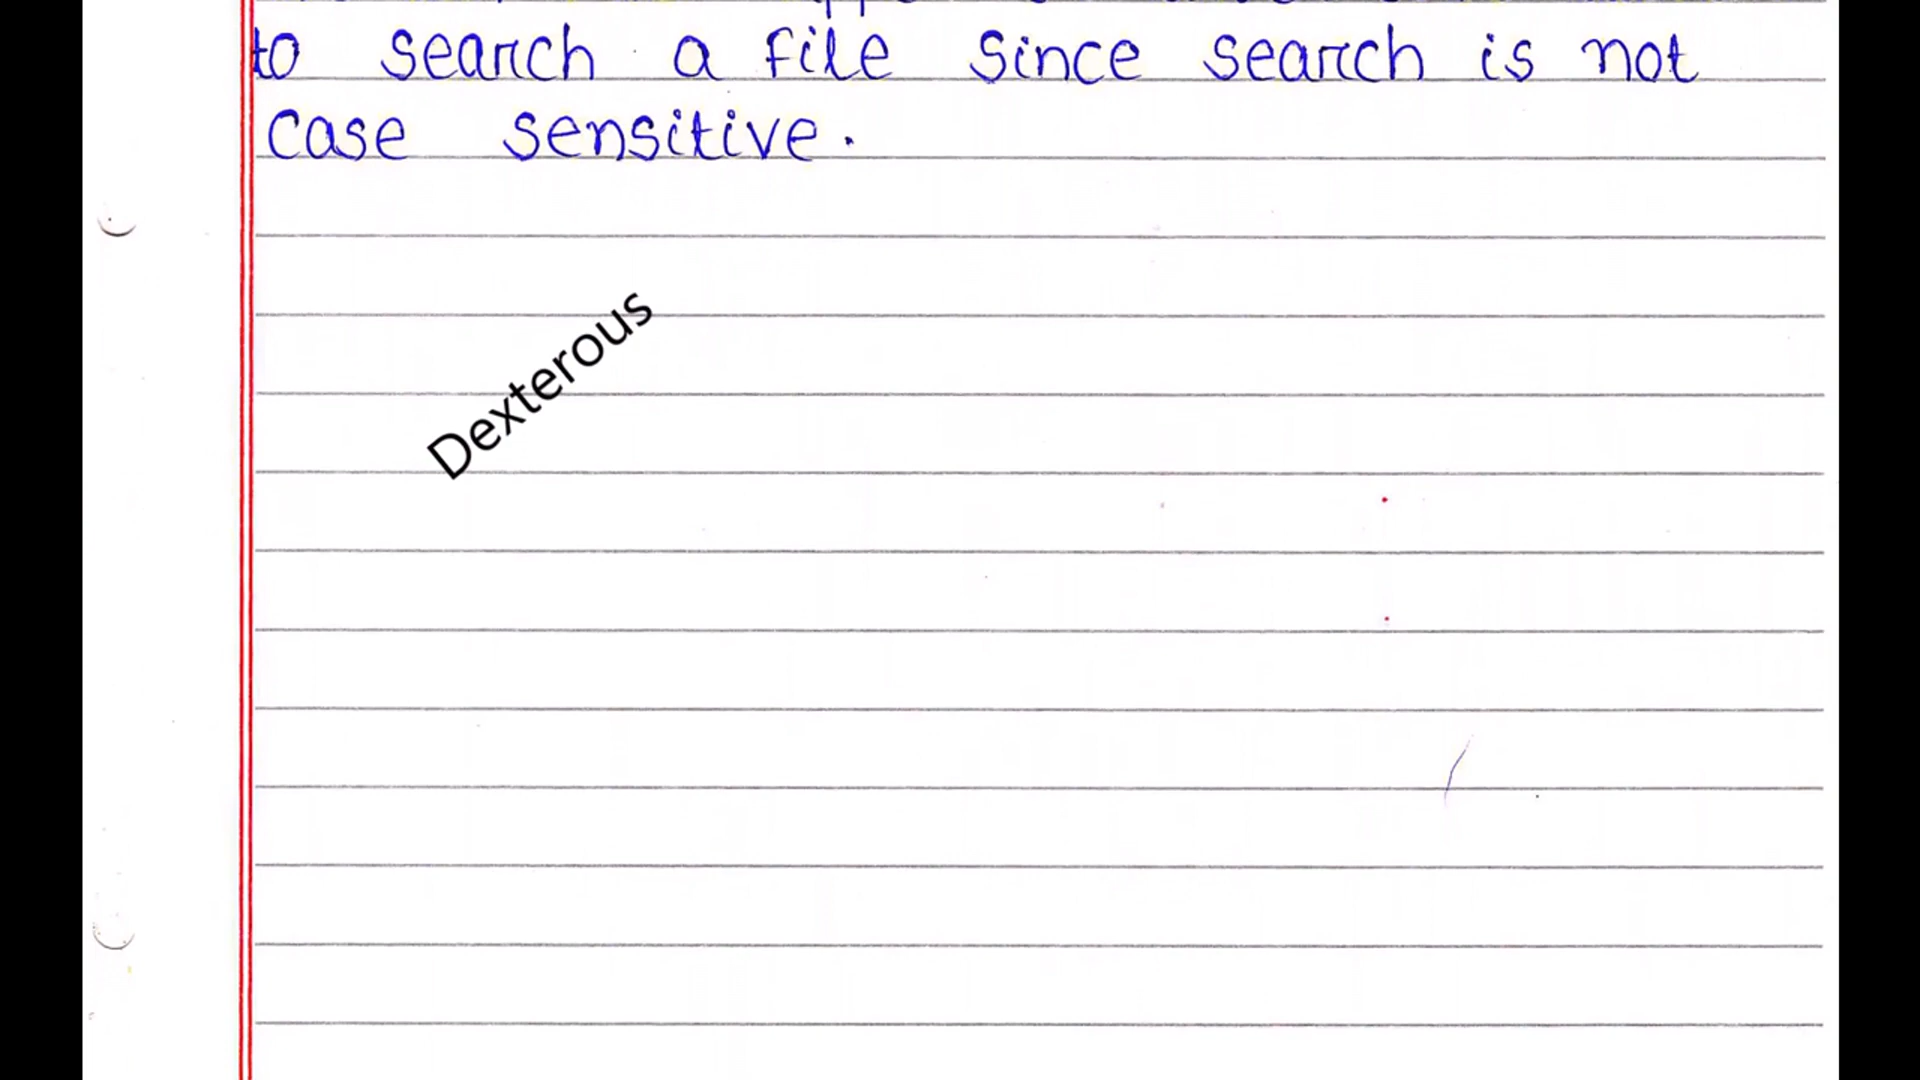 to search a file since search is not
case sensitive.
Dexterous